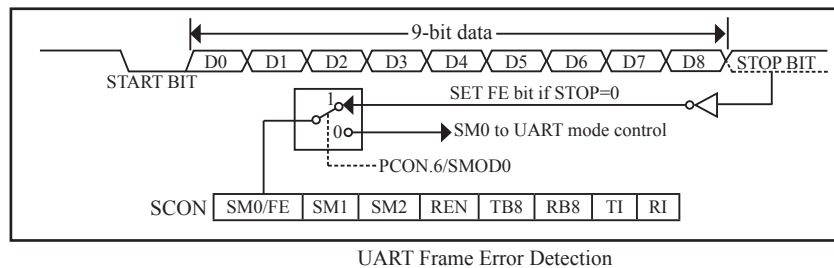 9-bit data
START BIT D0 D1 D2 D3 D4 D5 D6 D7 D8 STOP BIT
SET FE bit if STOP=0
1
0 SM0 to UART mode control
PCON.6/SMOD0
SCON SM0/FE SM1 SM2 REN TB8 RB8 TI RI
UART Frame Error Detection